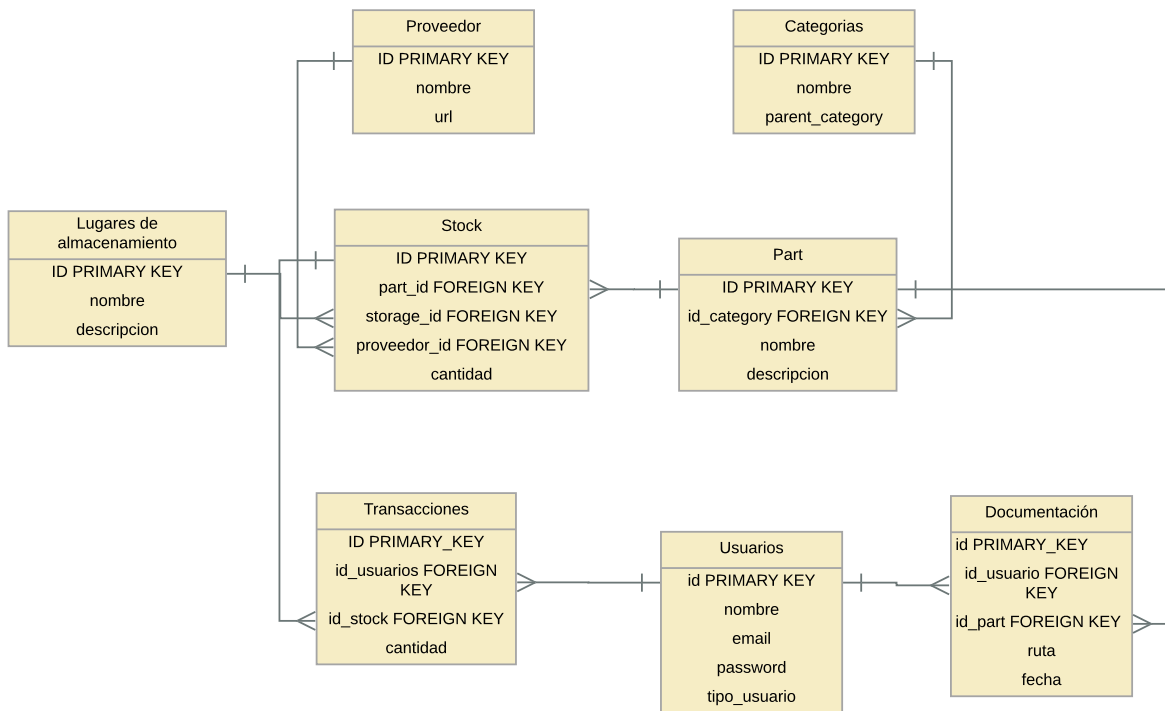 Proveedor
ID PRIMARY KEY
nombre
url
Categorias
ID PRIMARY KEY
nombre
parent_category
Lugares de
almacenamiento
ID PRIMARY KEY
nombre
descripcion
Stock
ID PRIMARY KEY
part_id FOREIGN KEY
storage_id FOREIGN KEY
proveedor_id FOREIGN KEY
cantidad
Part
ID PRIMARY KEY
id_category FOREIGN KEY
nombre
descripcion
Transacciones
ID PRIMARY_KEY
id_usuarios FOREIGN
KEY
id_stock FOREIGN KEY
cantidad
Usuarios
id PRIMARY KEY
nombre
email
password
tipo_usuario
Documentación
id PRIMARY_KEY
id_usuario FOREIGN
KEY
id_part FOREIGN KEY
ruta
fecha